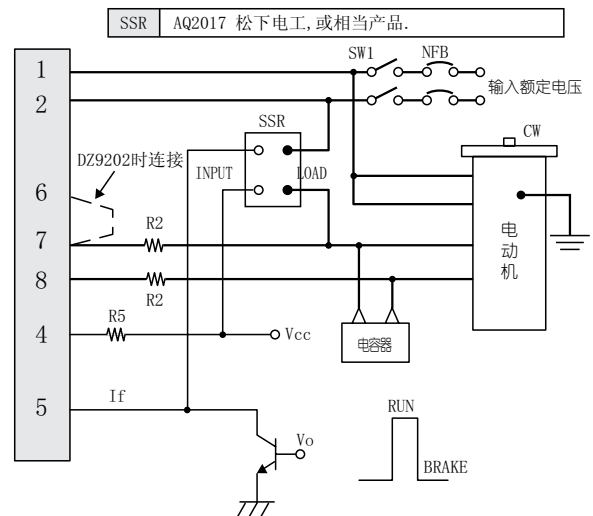 SSR AQ2017 松下电工,或相当产品.
1
SW1 NFB
2
输入额定电压
SSR
CW
DZ9202时连接
INPUT LOAD
6
R2
7
电动机
8
R2
R5
4
Vcc
电容器
5
If
RUN
Vo
BRAKE